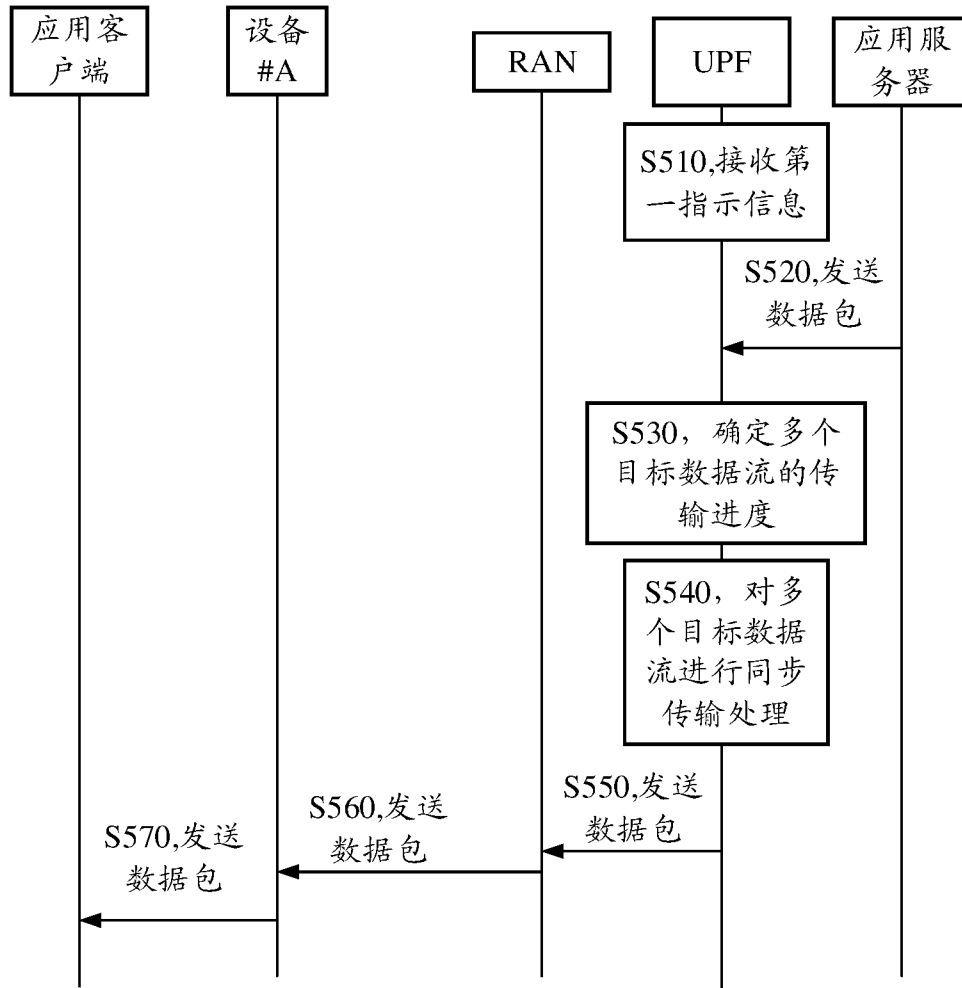 应用客
户端
设备
#A
RAN
UPF
应用服
务器
S510,接收第
一指示信息
S520,发送
数据包
S530，确定多个
目标数据流的传
输进度
S540，对多
个目标数据
流进行同步
传输处理
S550,发送
数据包
S560,发送
数据包
S570,发送
数据包